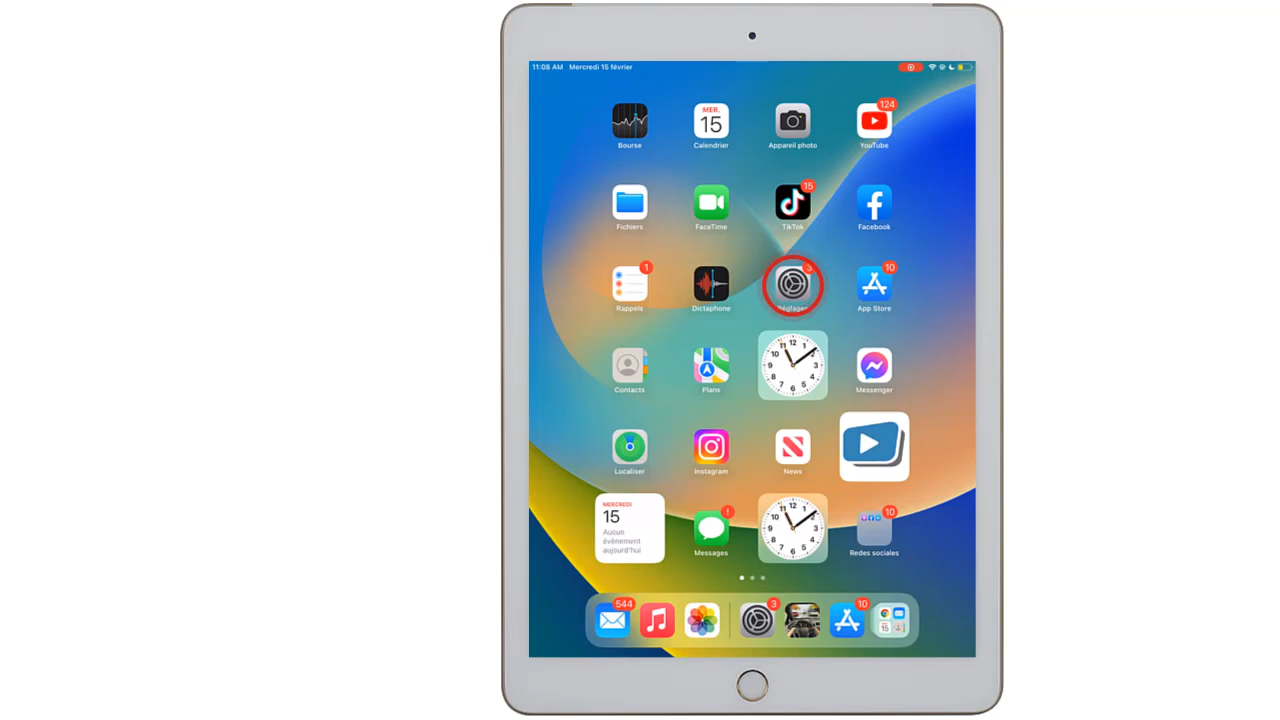 11:08 AM Mercredi 15 février
124
MER.
15
Bourse
Calendrier
Appareil photo
YouTube
15
Fichiers
FaceTime
TikTok
Facebook
1
3
10
Rappels
Dictaphone
Réglages
App Store
Contacts
Plans
Messenger
Localiser
Instagram
News
MERCREDI
15
Aucun
événement
aujourd'hui
!
10
Messages
Redes sociales
544
3
10
15